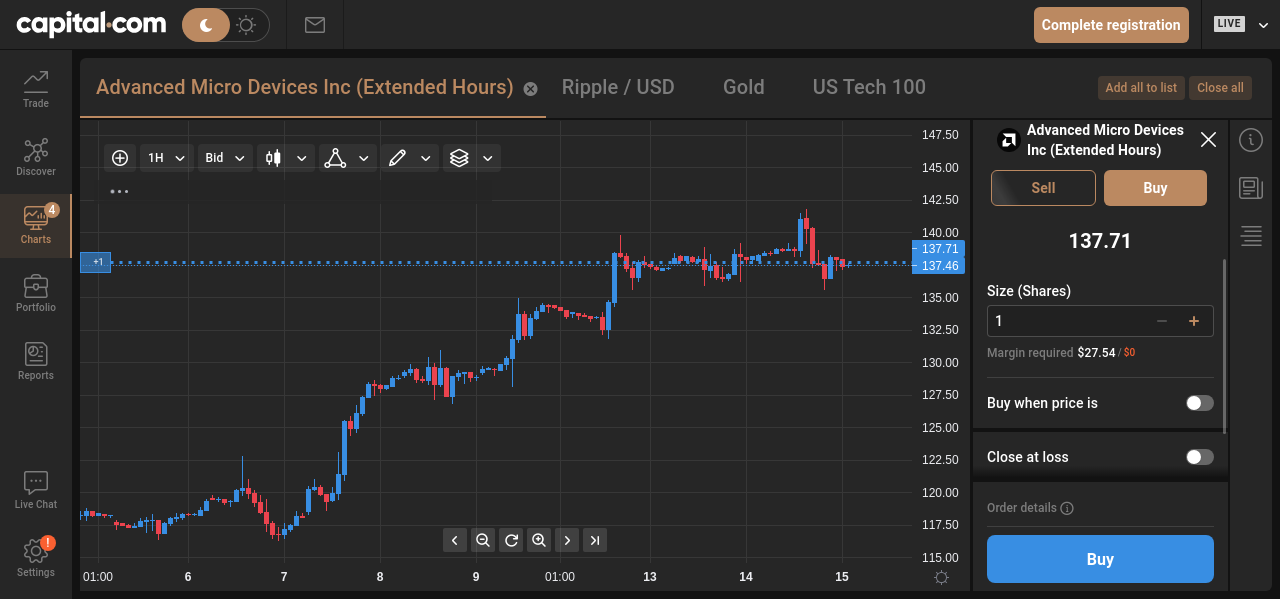 capital.com
Complete registration
LIVE
Trade
Discover
4
Charts
Portfolio
Reports
Live Chat
!
Settings
Advanced Micro Devices Inc (Extended Hours)
Ripple / USD
Gold
US Tech 100
Add all to list
Close all
1H
Bid
+1
147.50
145.00
142.50
140.00
137.71
137.46
135.00
132.50
130.00
127.50
125.00
122.50
120.00
117.50
115.00
01:00
6
7
8
9
01:00
13
14
15
Advanced Micro Devices
Inc (Extended Hours)
Sell
Buy
137.71
Size (Shares)
1
Margin required $27.54 / $0
Buy when price is
Close at loss
Order details
Buy